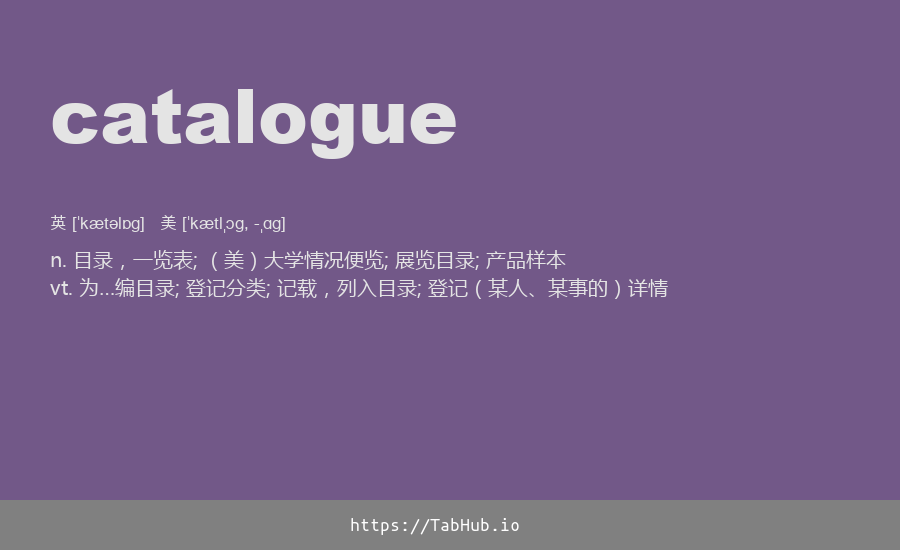 catalogue
英 [ˈkætəlɒg]   美 [ˈkætlˌɔg, -ˌɑg]
n. 目录，一览表; （美）大学情况便览; 展览目录; 产品样本
vt. 为…编目录; 登记分类; 记载，列入目录; 登记（某人、某事的）详情
https://TabHub.io